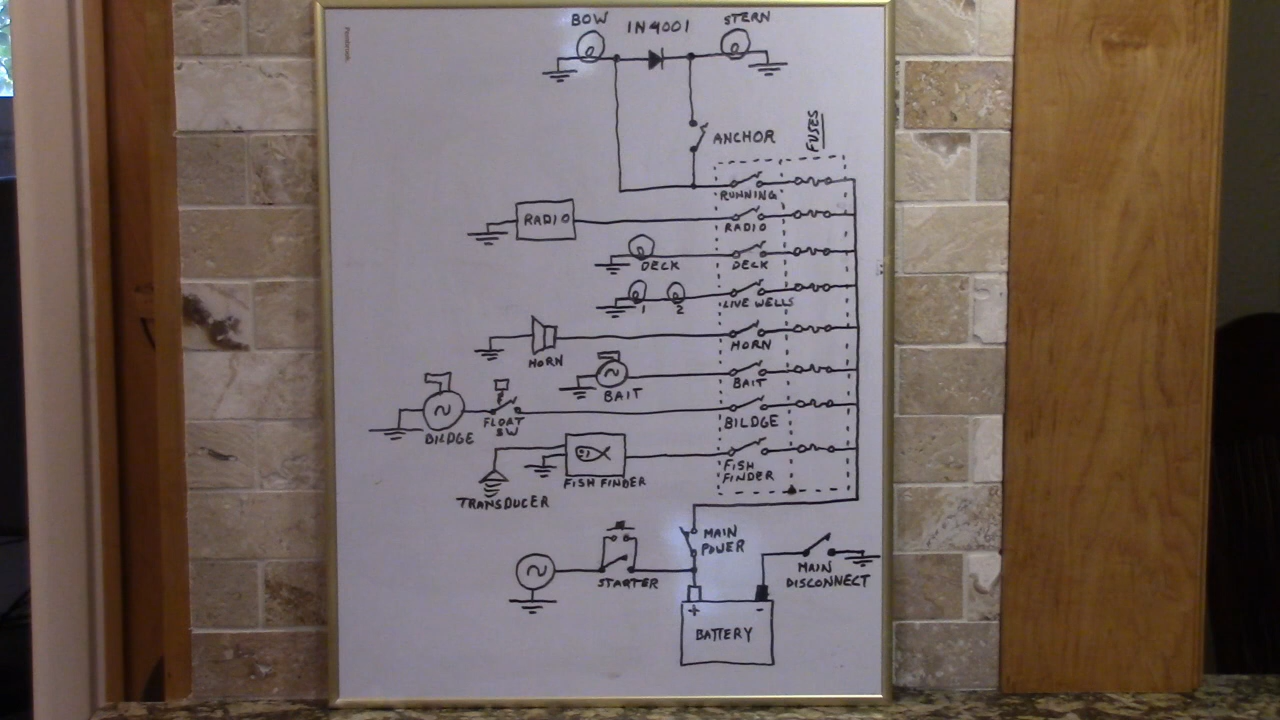 BOW
1N4001
STERN
ANCHOR
FUSES
RUNNING
RADIO
RADIO
DECK
DECK
1
2
LIVE WELLS
HORN
HORN
BAIT
BAIT
BILDGE
FLOAT
SW
BILDGE
FISH FINDER
FISH
FINDER
TRANSDUCER
MAIN
POWER
STARTER
MAIN
DISCONNECT
+
-
BATTERY